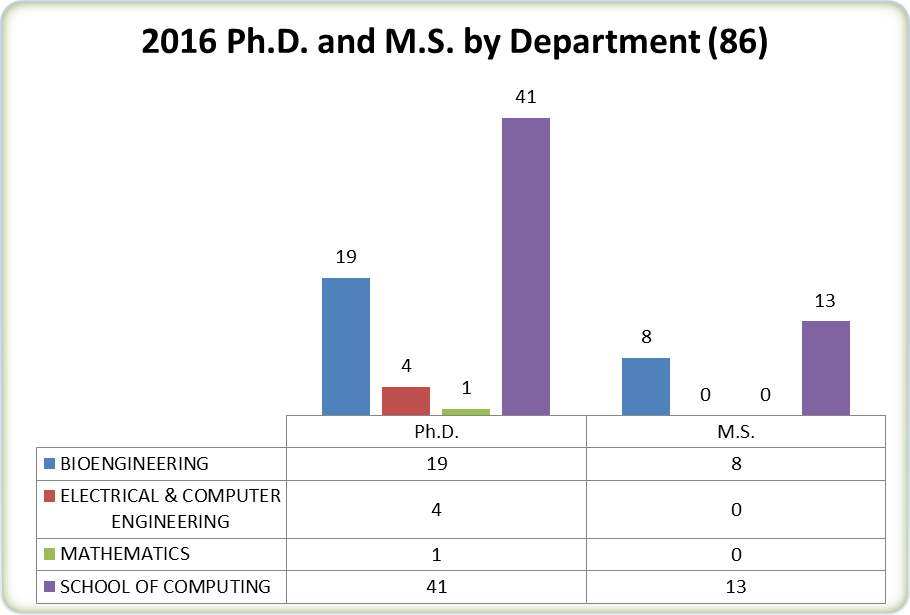 2016 Ph.D. and M.S. by Department (86)
41
19
13
8
4
1
0
0
Ph.D.
M.S.
BIOENGINEERING 19 8
ELECTRICAL & COMPUTER
ENGINEERING 4 0
MATHEMATICS 1 0
SCHOOL OF COMPUTING 41 13